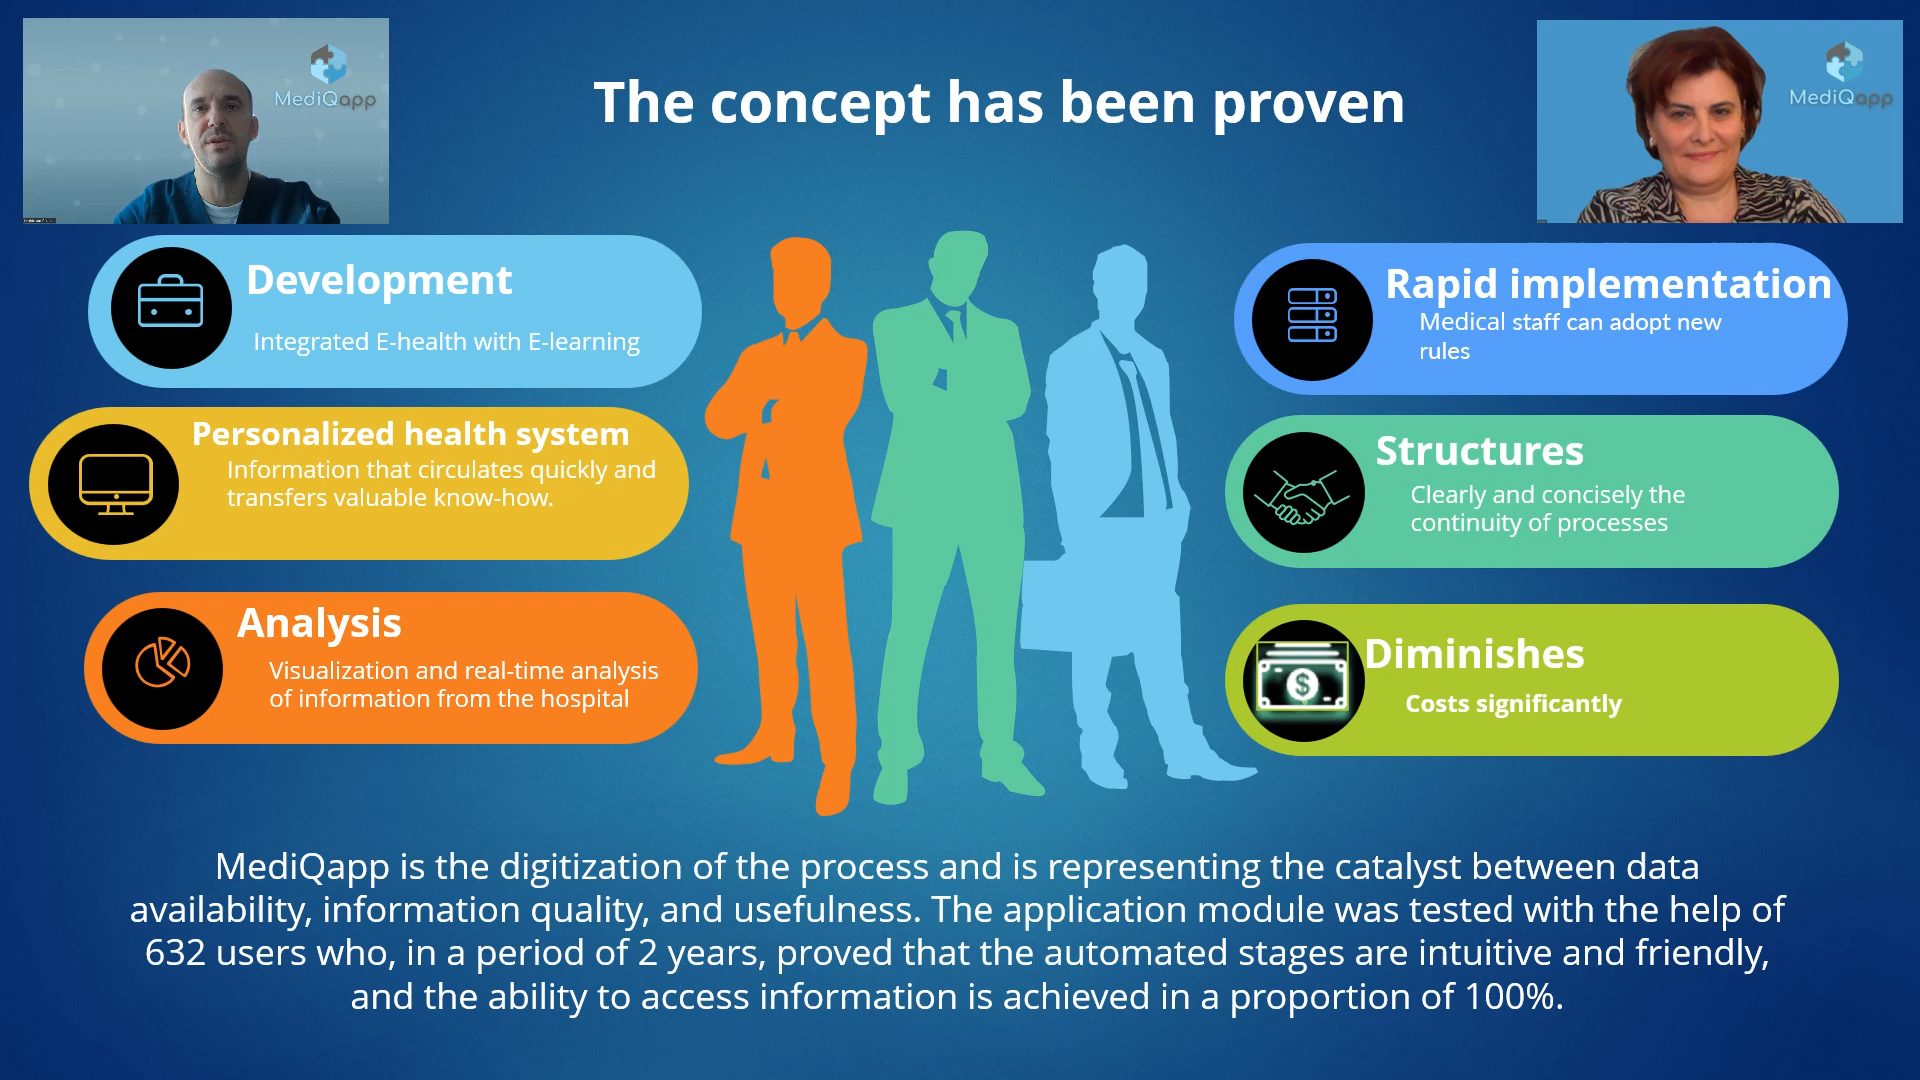 MediQapp
The concept has been proven
MediQapp
Development
Integrated E-health with E-learning
Personalized health system
Information that circulates quickly and
transfers valuable know-how.
Analysis
Visualization and real-time analysis
of information from the hospital
Rapid implementation
Medical staff can adopt new
rules
Structures
Clearly and concisely the
continuity of processes
$
Diminishes
Costs significantly
MediQapp is the digitization of the process and is representing the catalyst between data
availability, information quality, and usefulness. The application module was tested with the help of
632 users who, in a period of 2 years, proved that the automated stages are intuitive and friendly,
and the ability to access information is achieved in a proportion of 100%.